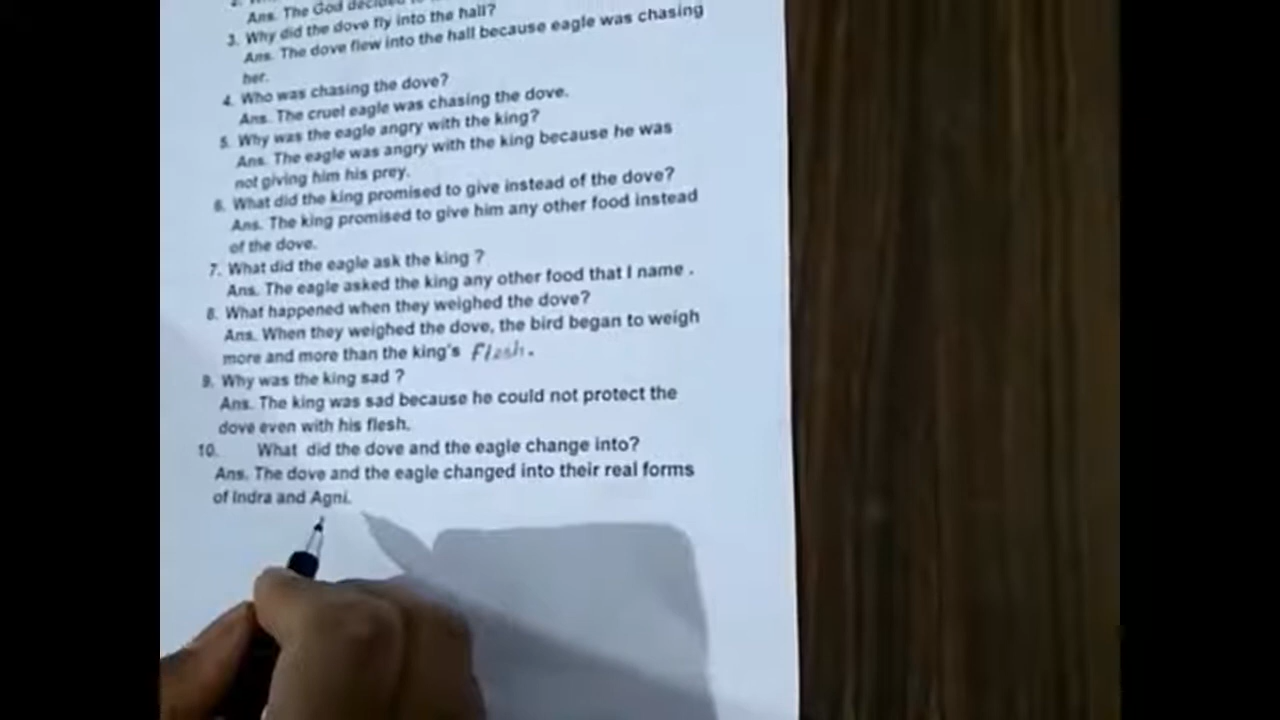 Ans. The God decided
3. Why did the dove fly into the hall?
Ans. The dove flew into the hall because eagle was chasing
her.
4. Who was chasing the dove?
Ans. The cruel eagle was chasing the dove.
5. Why was the eagle angry with the king?
Ans. The eagle was angry with the king because he was
not giving him his prey.
6. What did the king promised to give instead of the dove?
Ans. The king promised to give him any other food instead
of the dove.
7. What did the eagle ask the king ?
Ans. The eagle asked the king any other food that I name .
8. What happened when they weighed the dove?
Ans. When they weighed the dove, the bird began to weigh
more and more than the king's Flesh.
9. Why was the king sad ?
Ans. The king was sad because he could not protect the
dove even with his flesh.
10. What did the dove and the eagle change into?
Ans. The dove and the eagle changed into their real forms
of Indra and Agni.